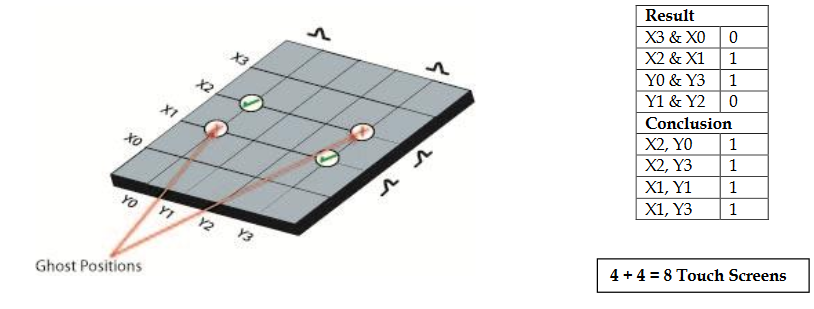 X3
X2
X1
X0
Y0
Y1
Y2
Y3
Ghost Positions
Result
X3 & X0 0
X2 & X1 1
Y0 & Y3 1
Y1 & Y2 0
Conclusion
X2, Y0 1
X2, Y3 1
X1, Y1 1
X1, Y3 1
4 + 4 = 8 Touch Screens